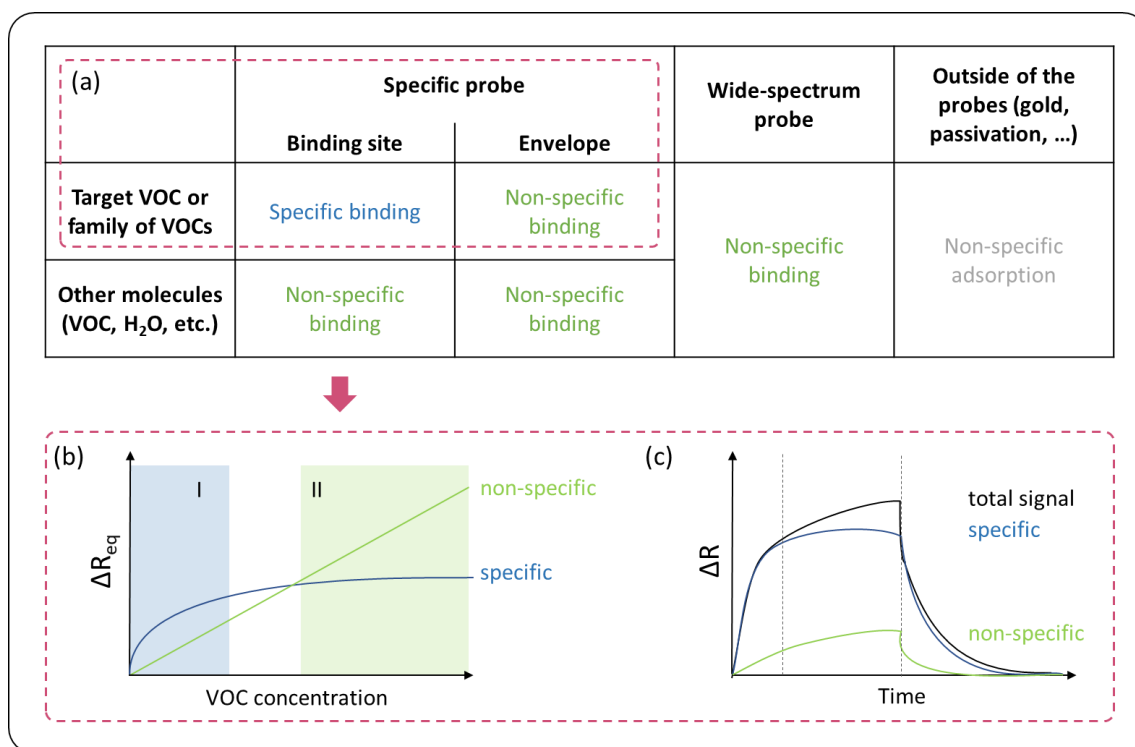 (a)
Specific probe
Binding site
Envelope
Wide-spectrum
probe
Outside of the
probes (gold,
passivation, …)
Target VOC or
family of VOCs
Specific binding
Non-specific
binding
Non-specific
binding
Non-specific
adsorption
Other molecules
(VOC, H₂O, etc.)
Non-specific
binding
Non-specific
binding
(b)
I
II
non-specific
specific
ΔR_eq
VOC concentration
(c)
total signal
specific
non-specific
ΔR
Time